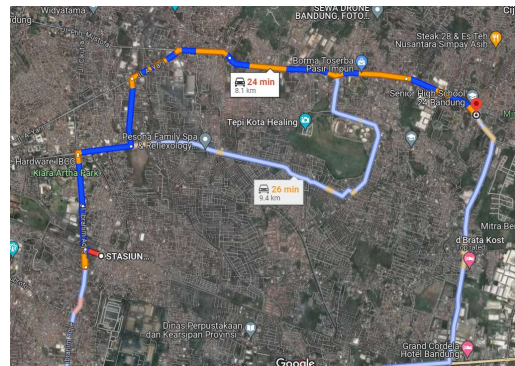 Widyatama
SEWA DRONE
BANDUNG, FOTO...
Steak 28 & Es Teh
Nusantara Simpay Asih
Borma Toserba
Pasir Impun
24 min
8.1 km
Senior High School
24 Bandung
Tepi Kota Healing
Pesona Family Spa
& Reflexology
Hardware BCC
Kiara Artha Park
26 min
9.4 km
Mitra Be
d'Brata Kost
STASIUN...
Dinas Perpustakaan
dan Kearsipan Provinsi
Grand Cordela
Hotel Bandung
Google